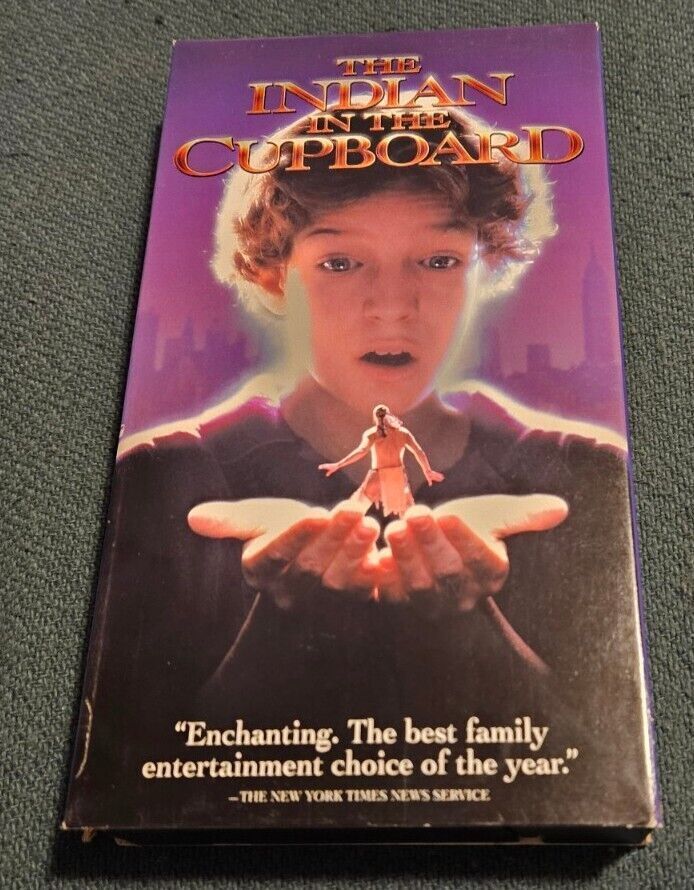 THE
INDIAN
IN THE
CUPBOARD
“Enchanting. The best family
entertainment choice of the year.”
–THE NEW YORK TIMES NEWS SERVICE